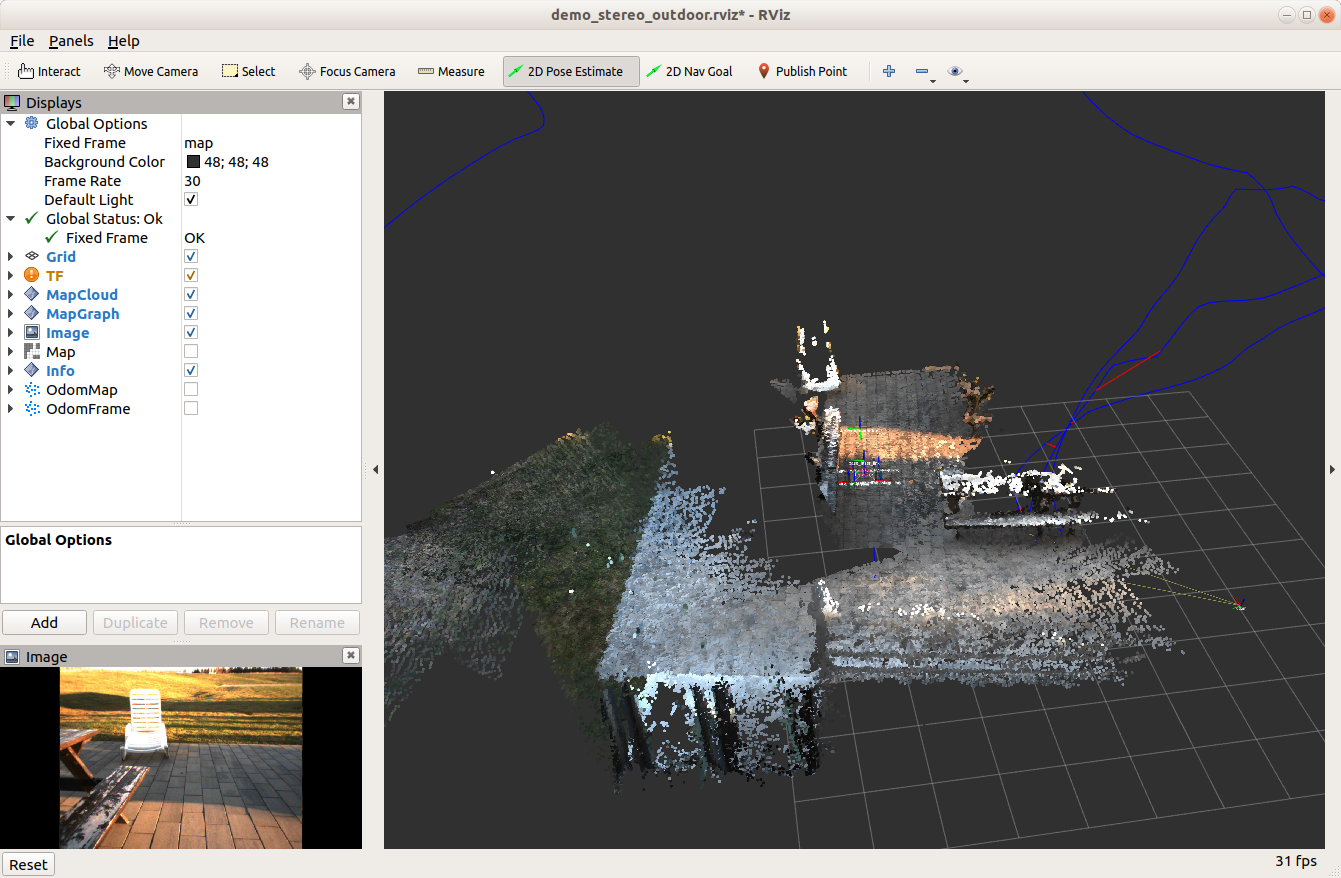 demo_stereo_outdoor.rviz* - RViz
File Panels Help
Interact Move Camera Select Focus Camera Measure 2D Pose Estimate 2D Nav Goal Publish Point
Displays
Global Options
Fixed Frame map
Background Color 48; 48; 48
Frame Rate 30
Default Light
Global Status: Ok
Fixed Frame OK
Grid
TF
MapCloud
MapGraph
Image
Map
Info
OdomMap
OdomFrame
Global Options
Add Duplicate Remove Rename
Image
Reset 31 fps